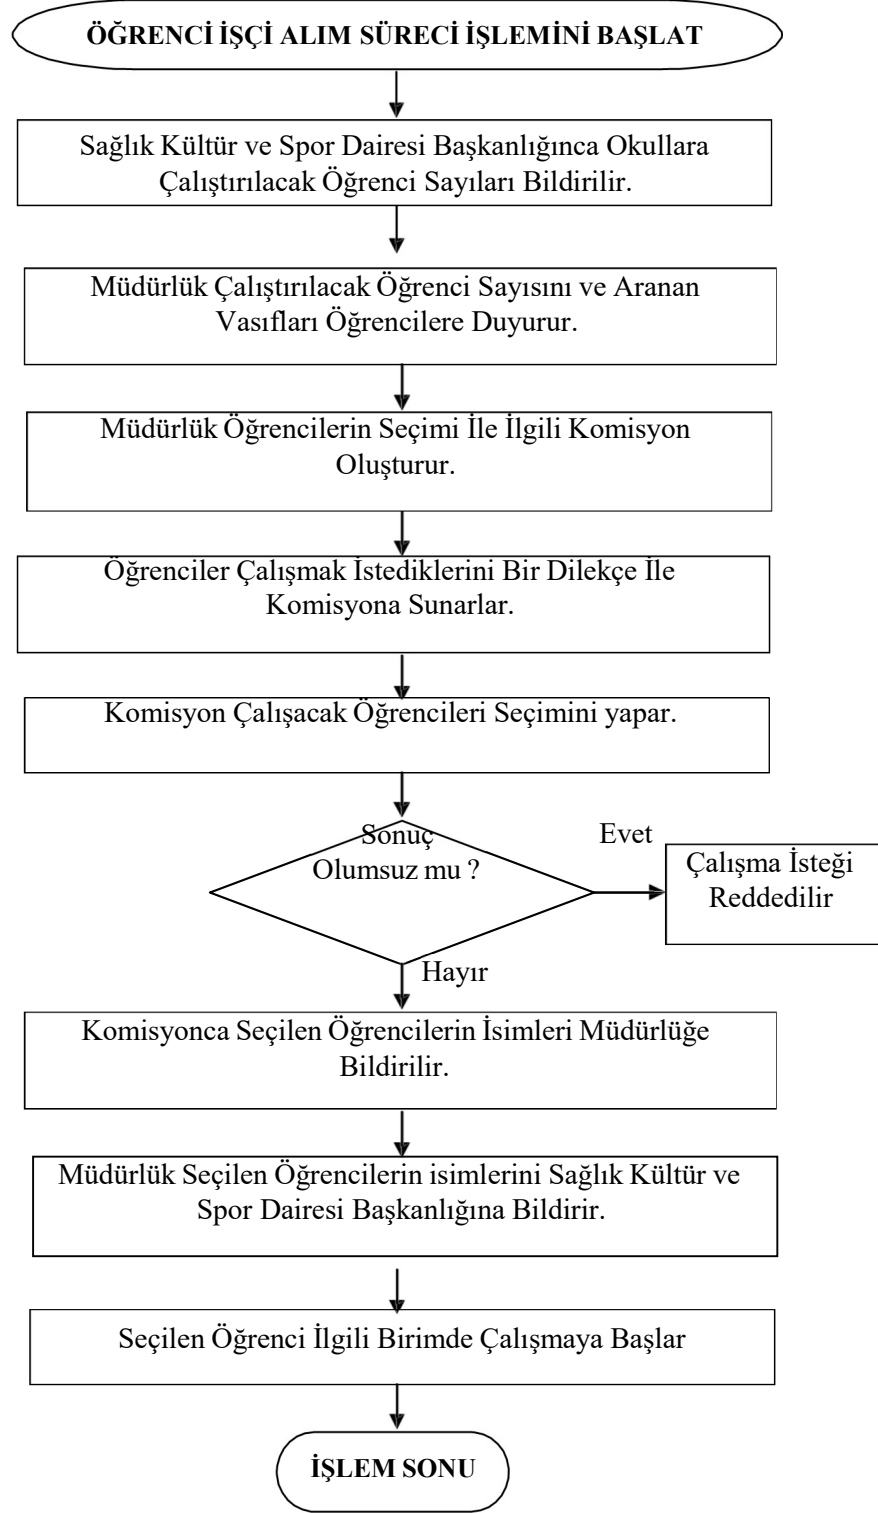 ÖĞRENCİ İŞÇİ ALIM SÜRECİ İŞLEMİNİ BAŞLAT
Sağlık Kültür ve Spor Dairesi Başkanlığınca Okullara
Çalıştırılacak Öğrenci Sayıları Bildirilir.
Müdürlük Çalıştırılacak Öğrenci Sayısını ve Aranan
Vasıfları Öğrencilere Duyurur.
Müdürlük Öğrencilerin Seçimi İle İlgili Komisyon
Oluşturur.
Öğrenciler Çalışmak İstediklerini Bir Dilekçe İle
Komisyona Sunarlar.
Komisyon Çalışacak Öğrencileri Seçimini yapar.
Sonuç
Olumsuz mu ?
Evet
Çalışma İsteği
Reddedilir
Hayır
Komisyonca Seçilen Öğrencilerin İsimleri Müdürlüğe
Bildirilir.
Müdürlük Seçilen Öğrencilerin isimlerini Sağlık Kültür ve
Spor Dairesi Başkanlığına Bildirir.
Seçilen Öğrenci İlgili Birimde Çalışmaya Başlar
İŞLEM SONU